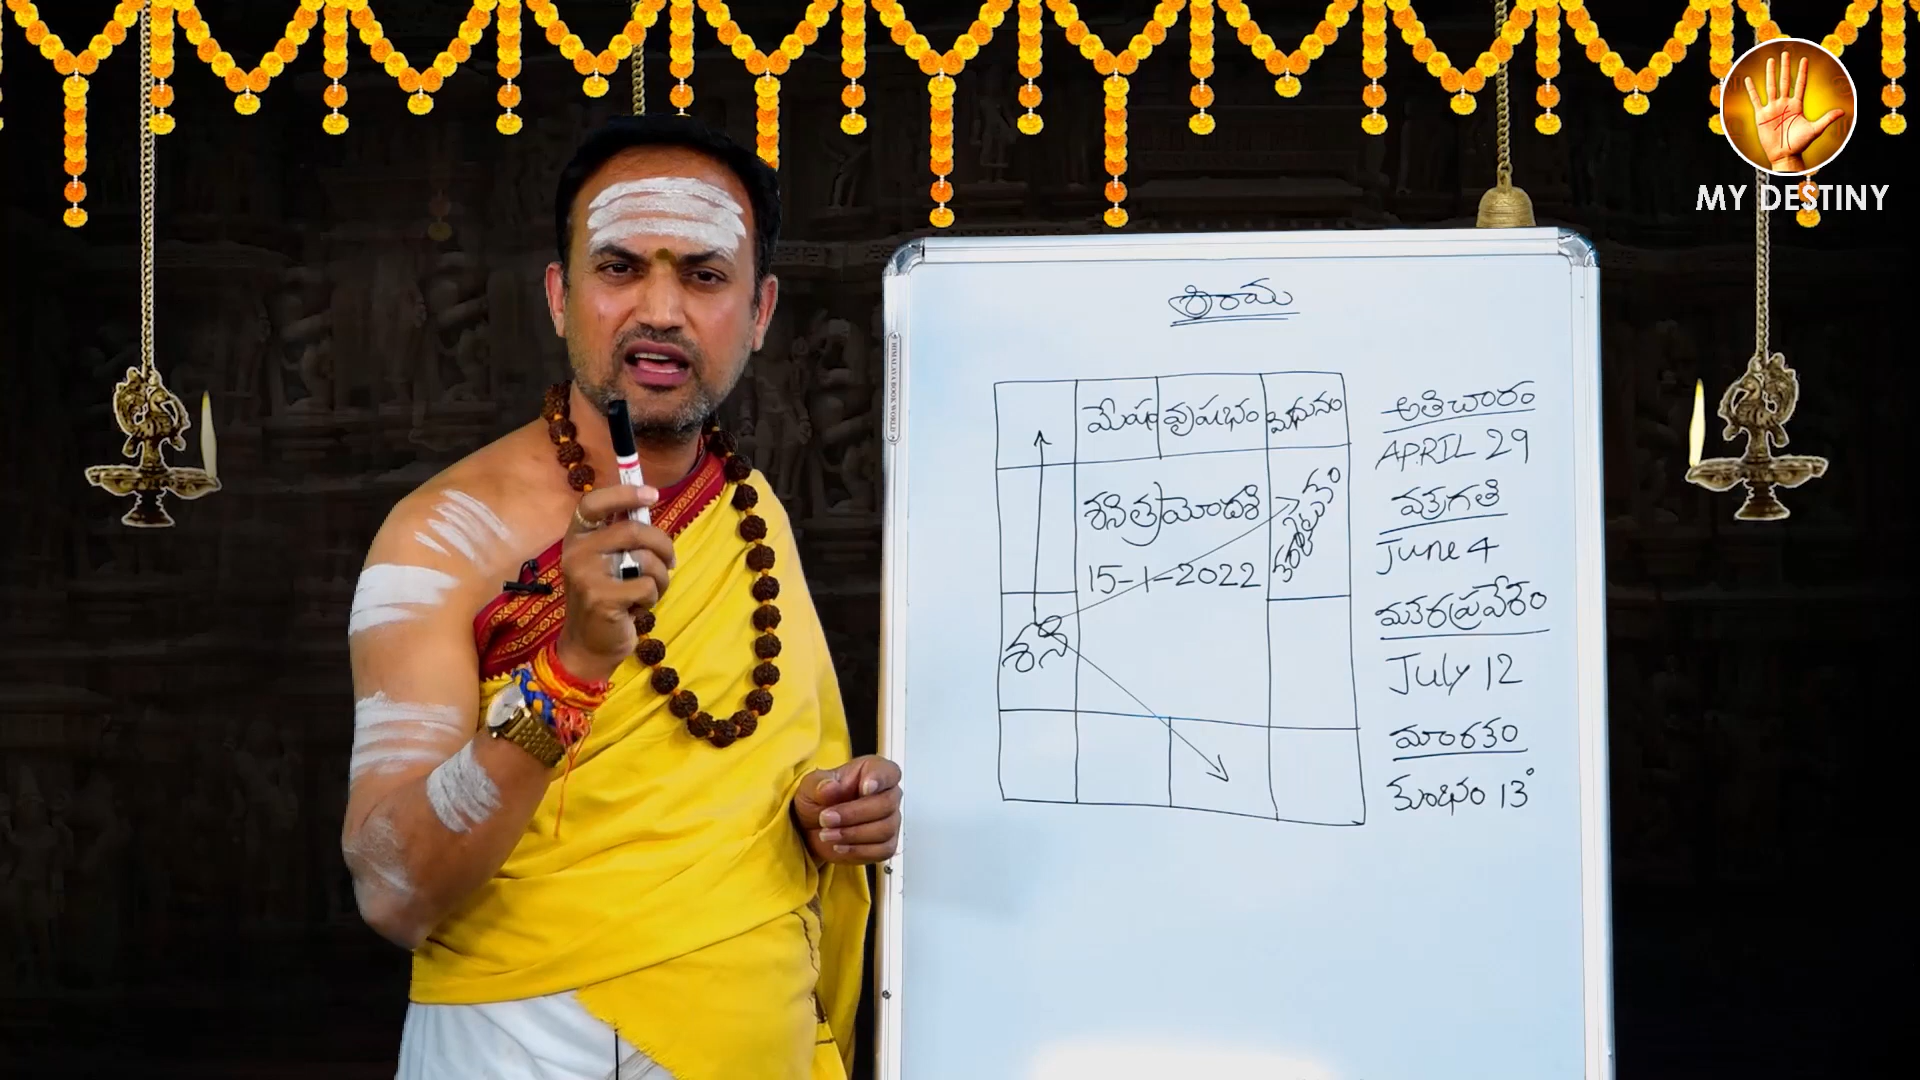 MY DESTINY
శ్రీరామ
మేషం వృషభం మిథునం
శనిత్రయోదశి
15-1-2022
శని
అతిచారం
APRIL 29
వక్రగతి
June 4
మకరప్రవేశం
July 12
మారకం
కుంభం 13°